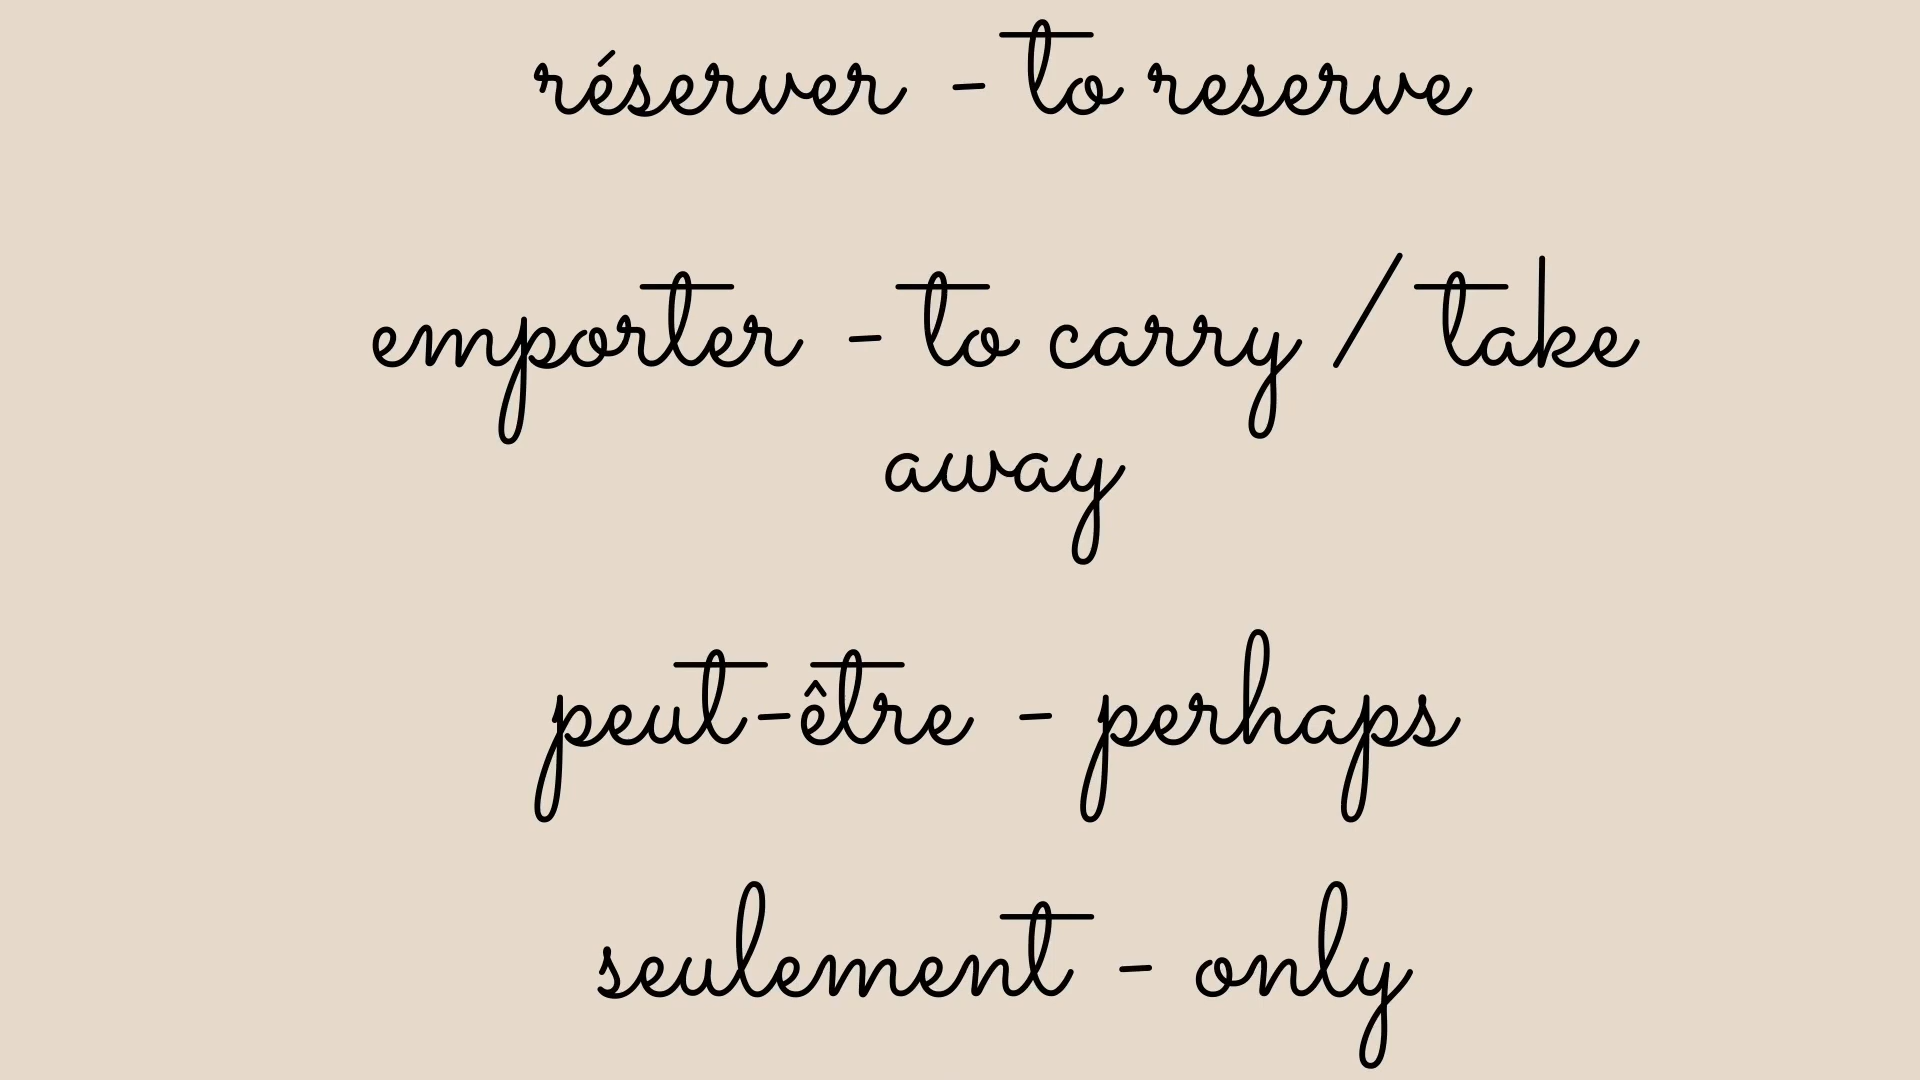 réserver - to reserve
emporter - to carry / take
away
peut-être - perhaps
seulement - only